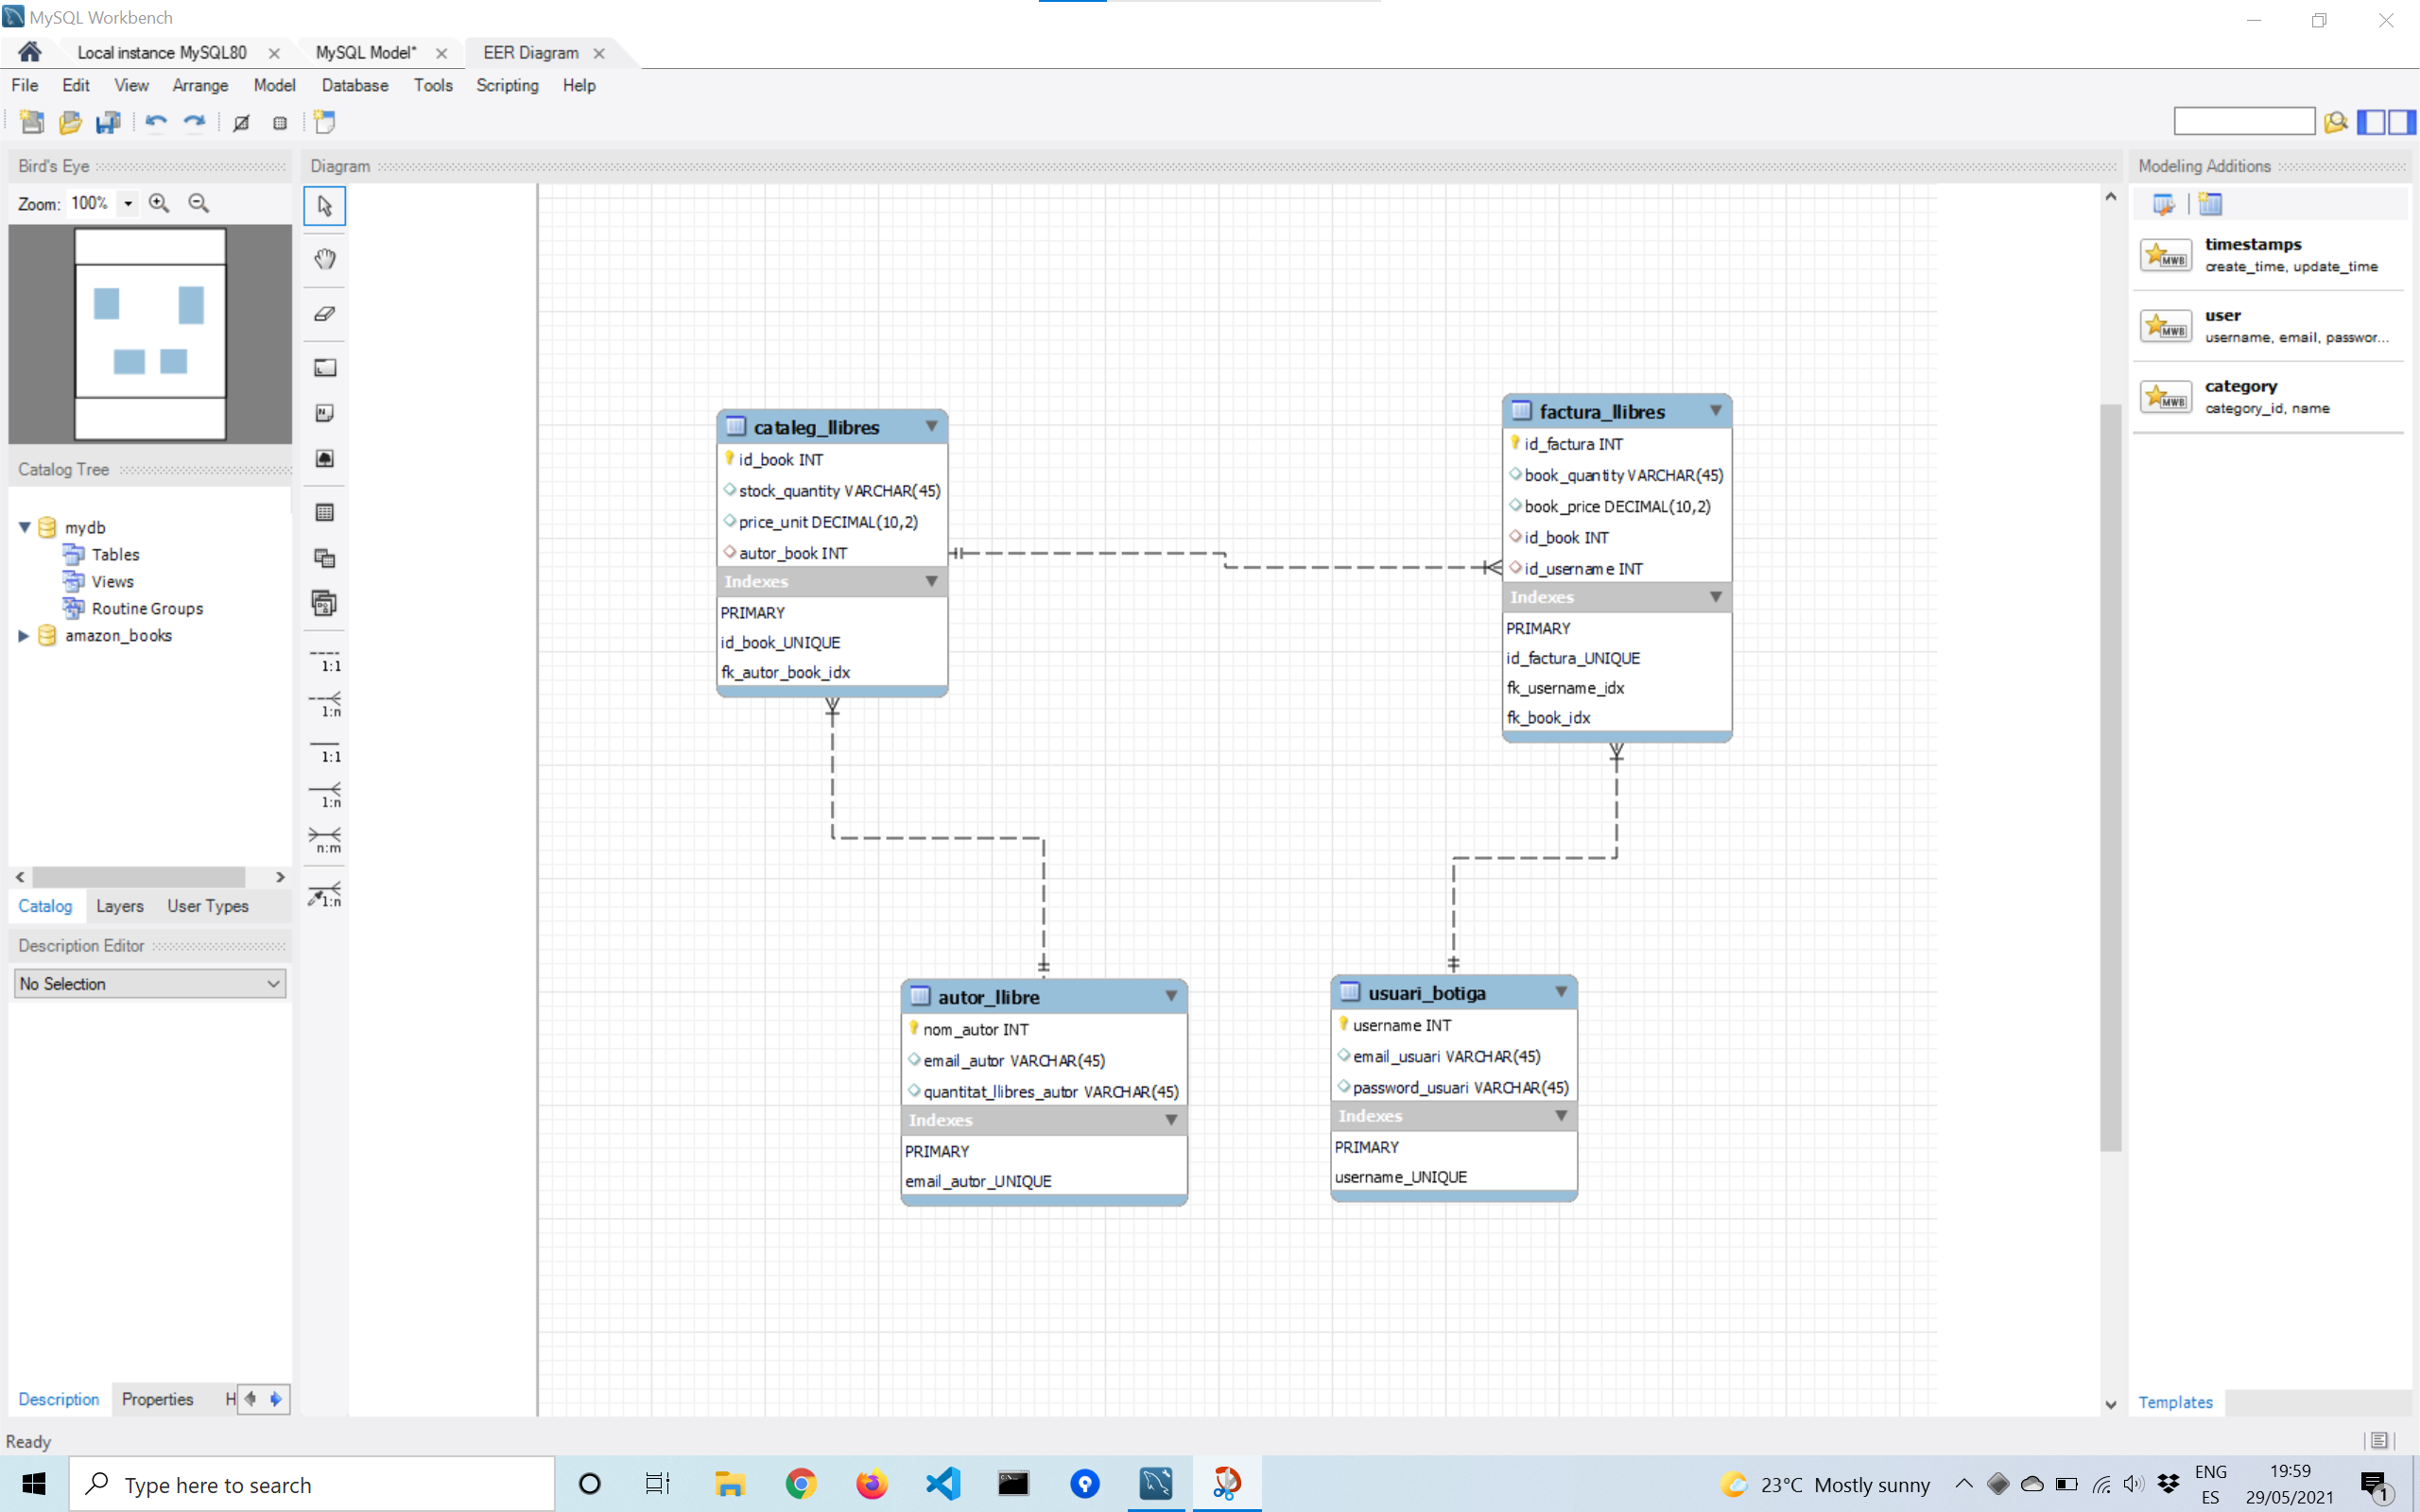 MySQL Workbench
Local instance MySQL80
MySQL Model*
EER Diagram
File Edit View Arrange Model Database Tools Scripting Help
Bird's Eye
Zoom: 100%
Catalog Tree
mydb
Tables
Views
Routine Groups
amazon_books
Catalog Layers User Types
Description Editor
No Selection
Description Properties H
Ready
Diagram
N
1:1
1:n
1:1
1:n
n:m
1:n
cataleg_llibres
id_book INT
stock_quantity VARCHAR(45)
price_unit DECIMAL(10,2)
autor_book INT
Indexes
PRIMARY
id_book_UNIQUE
fk_autor_book_idx
factura_llibres
id_factura INT
book_quantity VARCHAR(45)
book_price DECIMAL(10,2)
id_book INT
id_username INT
Indexes
PRIMARY
id_factura_UNIQUE
fk_username_idx
fk_book_idx
autor_llibre
nom_autor INT
email_autor VARCHAR(45)
quantitat_llibres_autor VARCHAR(45)
Indexes
PRIMARY
email_autor_UNIQUE
usuari_botiga
username INT
email_usuari VARCHAR(45)
password_usuari VARCHAR(45)
Indexes
PRIMARY
username_UNIQUE
Modeling Additions
MWB
timestamps
create_time, update_time
MWB
user
username, email, passwor...
MWB
category
category_id, name
Templates
Type here to search
23°C Mostly sunny
ENG
ES
19:59
29/05/2021
1